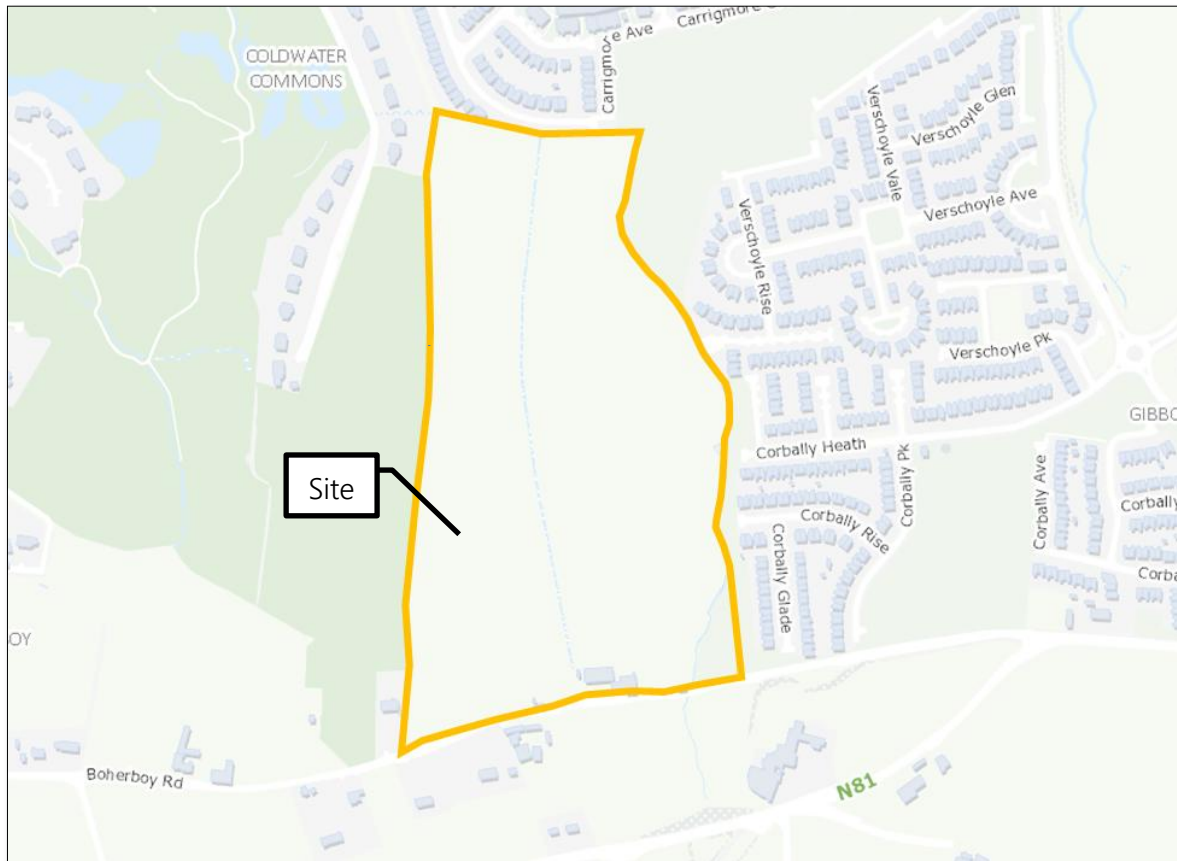 Carrigmore
e Ave
Carrigmore
COLDWATER
COMMONS
Verschoyle Glen
Verschoyle Vale
Verschoyle Ave
Verschoyle Rise
Verschoyle Pk
GIBBO
Corbally Heath
Site
Corbally Pk
Corbally Ave
Corbally
Corbally Rise
Corbally Glade
Corba
OY
Boherboy Rd
N81